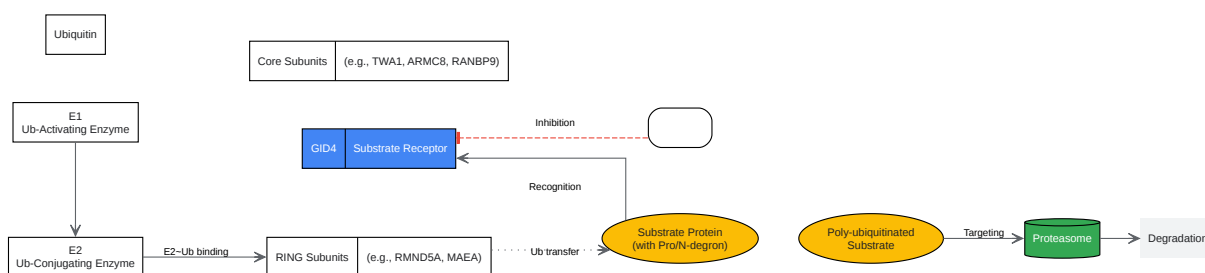 Ubiquitin
Core Subunits (e.g., TWA1, ARMC8, RANBP9)
E1
Ub-Activating Enzyme
GID4 Substrate Receptor
Inhibition
Recognition
E2
Ub-Conjugating Enzyme
E2~Ub binding
RING Subunits (e.g., RMND5A, MAEA)
Ub transfer
Substrate Protein
(with Pro/N-degron)
Poly-ubiquitinated
Substrate
Targeting
Proteasome
Degradation